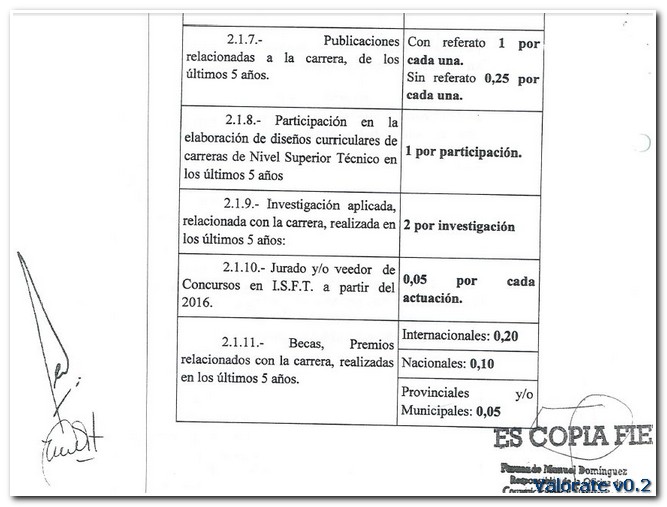 2.1.7.- Publicaciones
relacionadas a la carrera, de los
últimos 5 años.
Con referato 1 por
cada una.
Sin referato 0,25 por
cada una.
2.1.8.- Participación en la
elaboración de diseños curriculares de
carreras de Nivel Superior Técnico en
los últimos 5 años
1 por participación.
2.1.9.- Investigación aplicada,
relacionada con la carrera, realizada en
los últimos 5 años:
2 por investigación
2.1.10.- Jurado y/o veedor de
Concursos en I.S.F.T. a partir del
2016.
0,05 por cada
actuación.
2.1.11.- Becas, Premios
relacionados con la carrera, realizadas
en los últimos 5 años.
Internacionales: 0,20
Nacionales: 0,10
Provinciales y/o
Municipales: 0,05
ES COPIA FIE
Manuel Domínguez
Responsable de la Oficina de
valorate v0.2